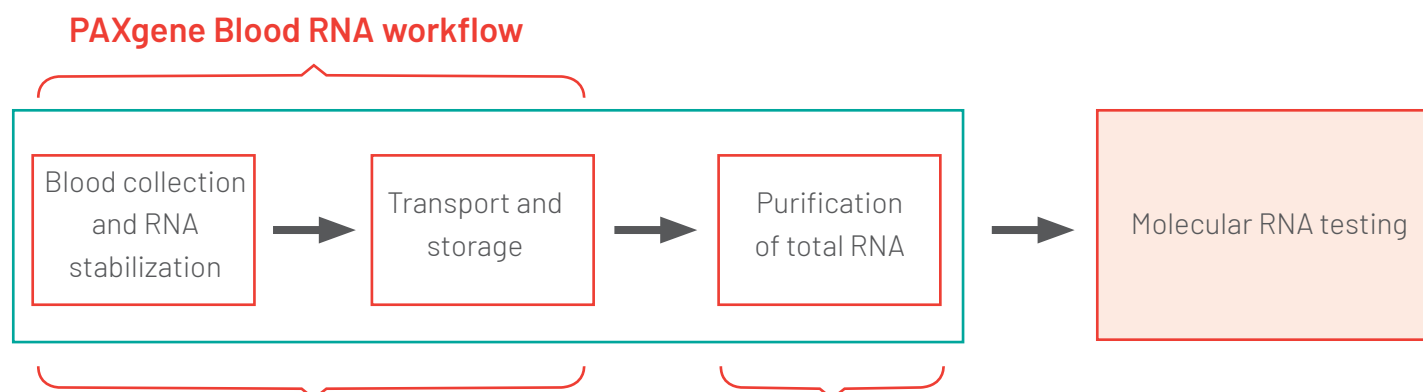 PAXgene Blood RNA workflow
Blood collection
and RNA
stabilization
Transport and
storage
Purification
of total RNA
Molecular RNA testing